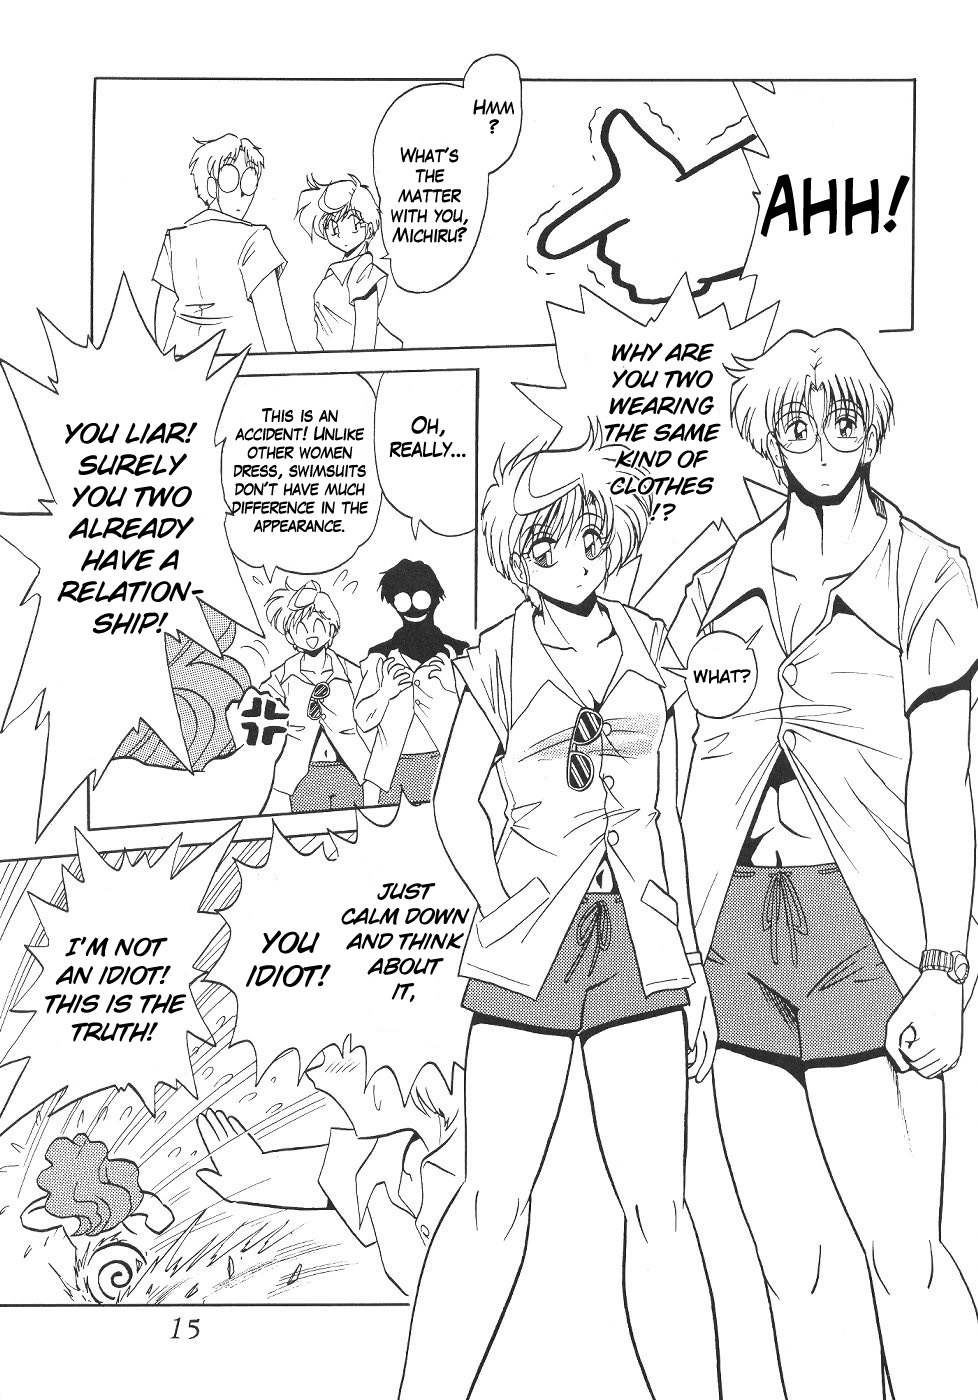 AHH!
HMM
?
WHAT'S
THE
MATTER
WITH YOU,
MICHIRU?
WHY ARE
YOU TWO
WEARING
THE SAME
KIND OF
CLOTHES
!?
WHAT?
OH,
REALLY...
THIS IS AN
ACCIDENT! UNLIKE
OTHER WOMEN
DRESS, SWIMSUITS
DON'T HAVE MUCH
DIFFERENCE IN THE
APPEARANCE.
YOU LIAR!
SURELY
YOU TWO
ALREADY
HAVE A
RELATION-
SHIP!
JUST
CALM DOWN
AND THINK
ABOUT
IT,
YOU
IDIOT!
I'M NOT
AN IDIOT!
THIS IS THE
TRUTH!
15